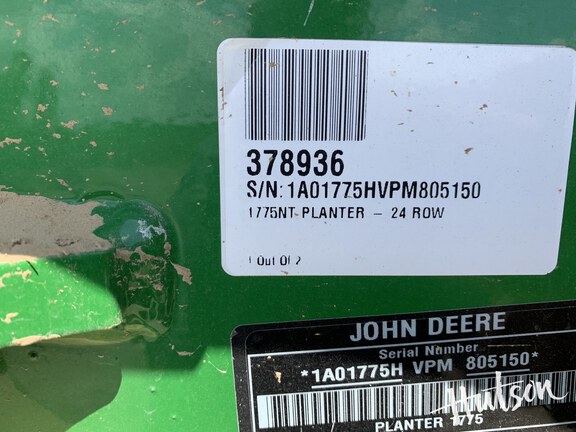 378936
S/N: 1A01775HVPM805150
1775NT PLANTER - 24 ROW
1 Out Of 2
JOHN DEERE
Serial Number
*1A01775H VPM 805150*
PLANTER 1775
Hutson